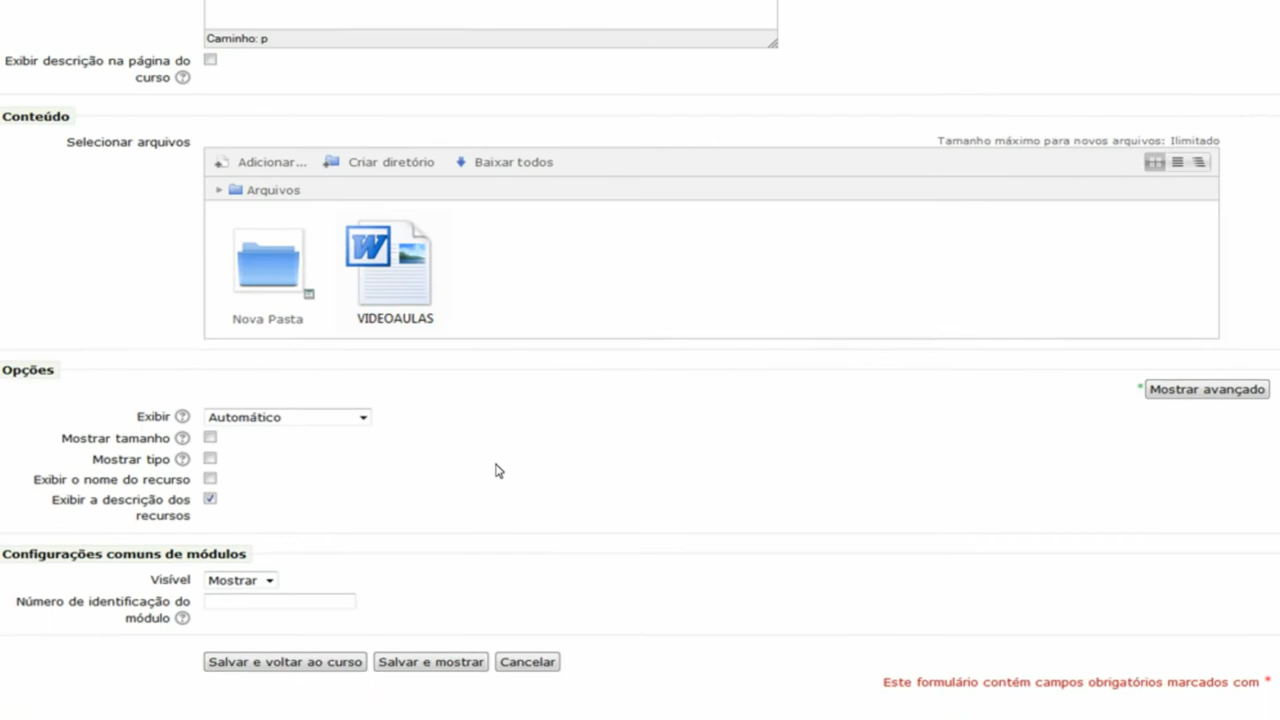 Caminho: p
Exibir descrição na página do
curso
Conteúdo
Selecionar arquivos
Tamanho máximo para novos arquivos: Ilimitado
Adicionar... Criar diretório Baixar todos
Arquivos
Nova Pasta VIDEOAULAS
Opções
* Mostrar avançado
Exibir Automático
Mostrar tamanho
Mostrar tipo
Exibir o nome do recurso
Exibir a descrição dos
recursos
Configurações comuns de módulos
Visível Mostrar
Número de identificação do
módulo
Salvar e voltar ao curso Salvar e mostrar Cancelar
Este formulário contém campos obrigatórios marcados com *